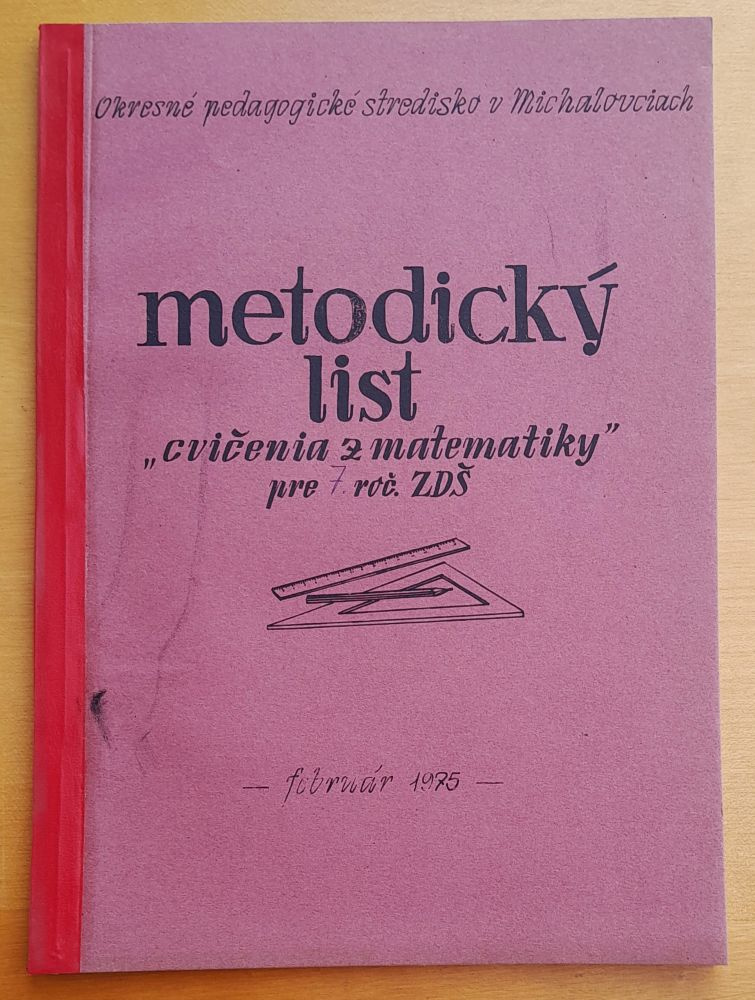 Okresné pedagogické stredisko v Michalovciach
metodický
list
„cvičenia z matematiky”
pre 7. roč. ZDŠ
— február 1975 —